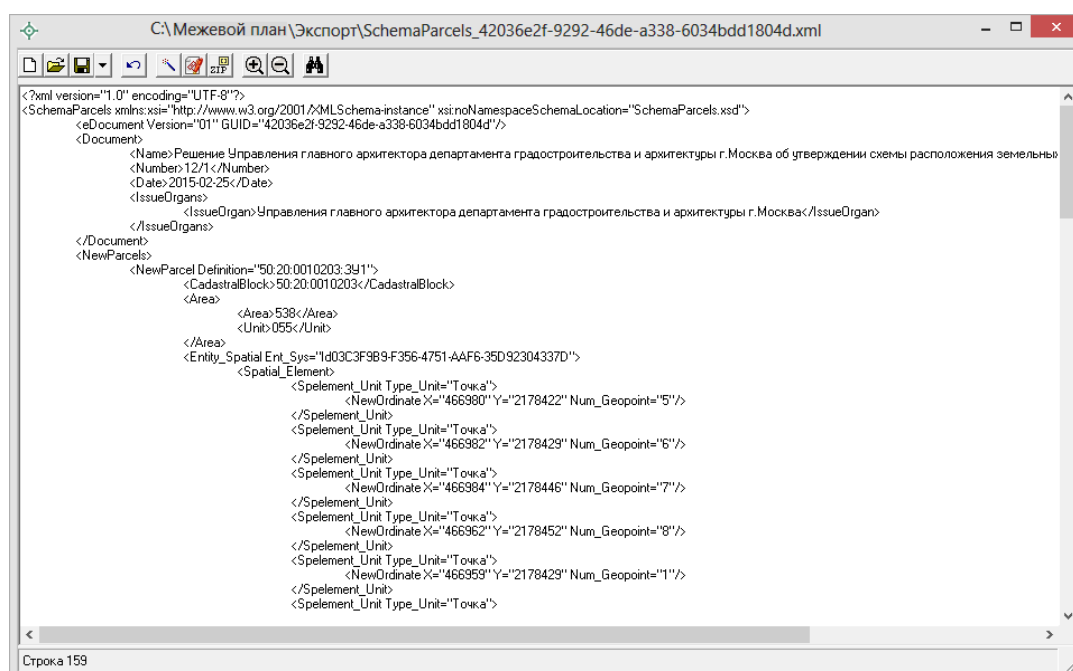 C:\Межевой план\Экспорт\SchemaParcels_42036e2f-9292-46de-a338-6034bdd1804d.xml
ZIP
<?xml version="1.0" encoding="UTF-8"?>
<SchemaParcels xmlns:xsi="http://www.w3.org/2001/XMLSchema-instance" xsi:noNamespaceSchemaLocation="SchemaParcels.xsd">
<eDocument Version="01" GUID="42036e2f-9292-46de-a338-6034bdd1804d"/>
<Document>
<Name>Решение Управления главного архитектора департамента градостроительства и архитектуры г.Москва об утверждении схемы расположения земельны
<Number>12/1</Number>
<Date>2015-02-25</Date>
<IssueOrgans>
<IssueOrgan>Управления главного архитектора департамента градостроительства и архитектуры г.Москва</IssueOrgan>
</IssueOrgans>
</Document>
<NewParcels>
<NewParcel Definition="50:20:0010203:ЗУ1">
<CadastralBlock>50:20:0010203</CadastralBlock>
<Area>
<Area>538</Area>
<Unit>055</Unit>
</Area>
<Entity_Spatial Ent_Sys="Id03C3F9B9-F356-4751-AAF6-35D92304337D">
<Spatial_Element>
<Spelement_Unit Type_Unit="Точка">
<NewOrdinate X="466980" Y="2178422" Num_Geopoint="5"/>
</Spelement_Unit>
<Spelement_Unit Type_Unit="Точка">
<NewOrdinate X="466982" Y="2178429" Num_Geopoint="6"/>
</Spelement_Unit>
<Spelement_Unit Type_Unit="Точка">
<NewOrdinate X="466984" Y="2178446" Num_Geopoint="7"/>
</Spelement_Unit>
<Spelement_Unit Type_Unit="Точка">
<NewOrdinate X="466962" Y="2178452" Num_Geopoint="8"/>
</Spelement_Unit>
<Spelement_Unit Type_Unit="Точка">
<NewOrdinate X="466959" Y="2178429" Num_Geopoint="1"/>
</Spelement_Unit>
<Spelement_Unit Type_Unit="Точка">
Строка 159